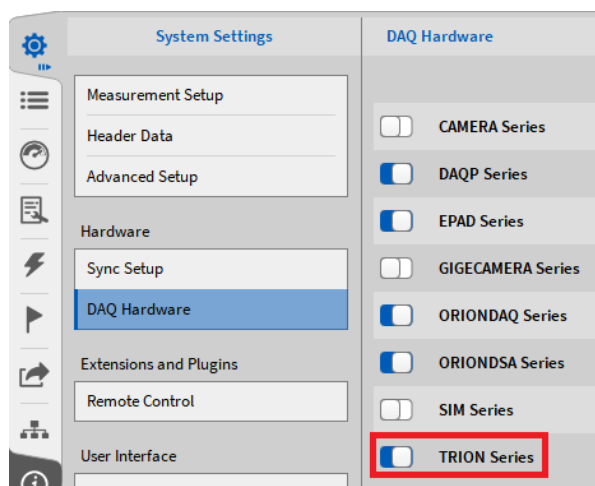 System Settings
Measurement Setup
Header Data
Advanced Setup
Hardware
Sync Setup
DAQ Hardware
Extensions and Plugins
Remote Control
User Interface
DAQ Hardware
CAMERA Series
DAQP Series
EPAD Series
GIGECAMERA Series
ORIONDAQ Series
ORIONDSA Series
SIM Series
TRION Series